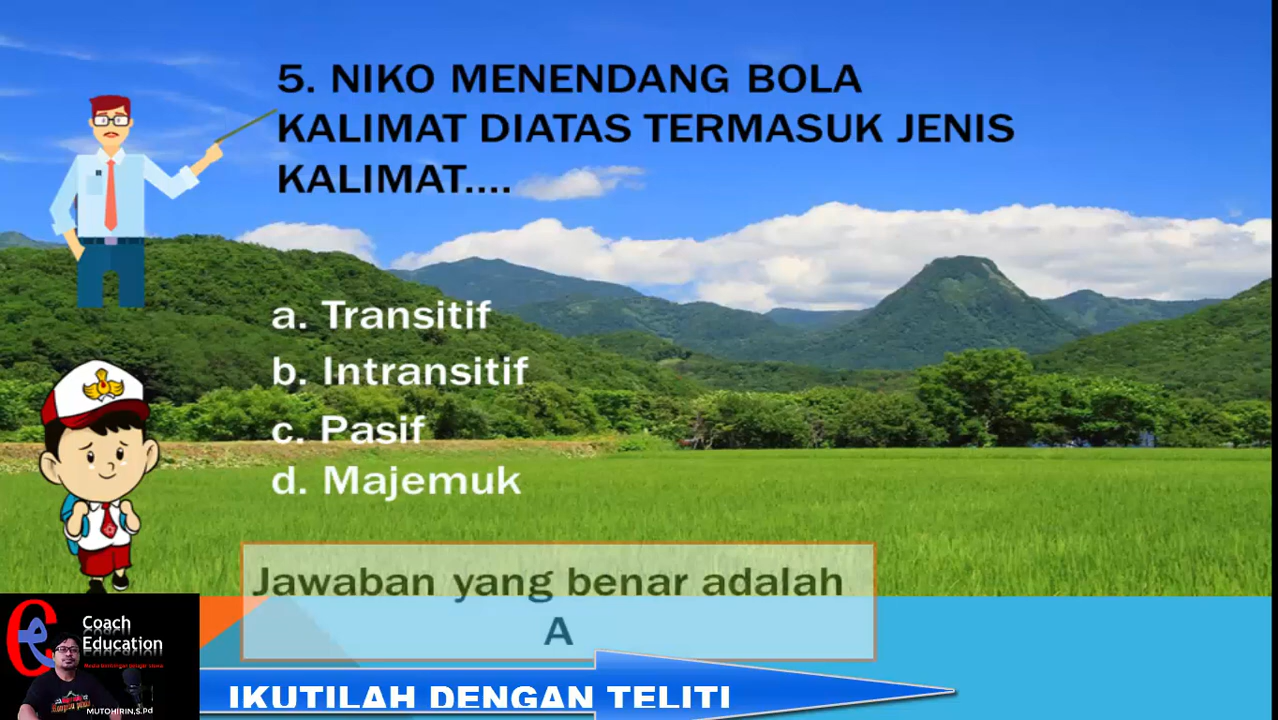 5. NIKO MENENDANG BOLA
KALIMAT DIATAS TERMASUK JENIS
KALIMAT....
a. Transitif
b. Intransitif
c. Pasif
d. Majemuk
Jawaban yang benar adalah
A
Coach
Education
MUTOHIRIN,S.Pd
IKUTILAH DENGAN TELITI